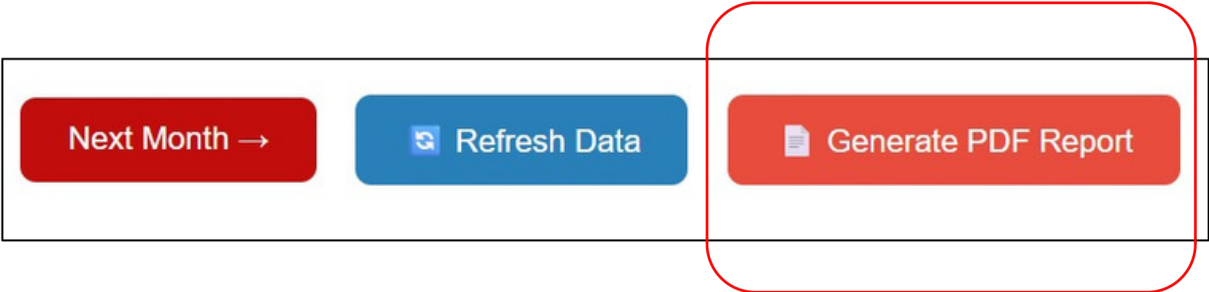 Next Month →
🔄 Refresh Data
📄 Generate PDF Report